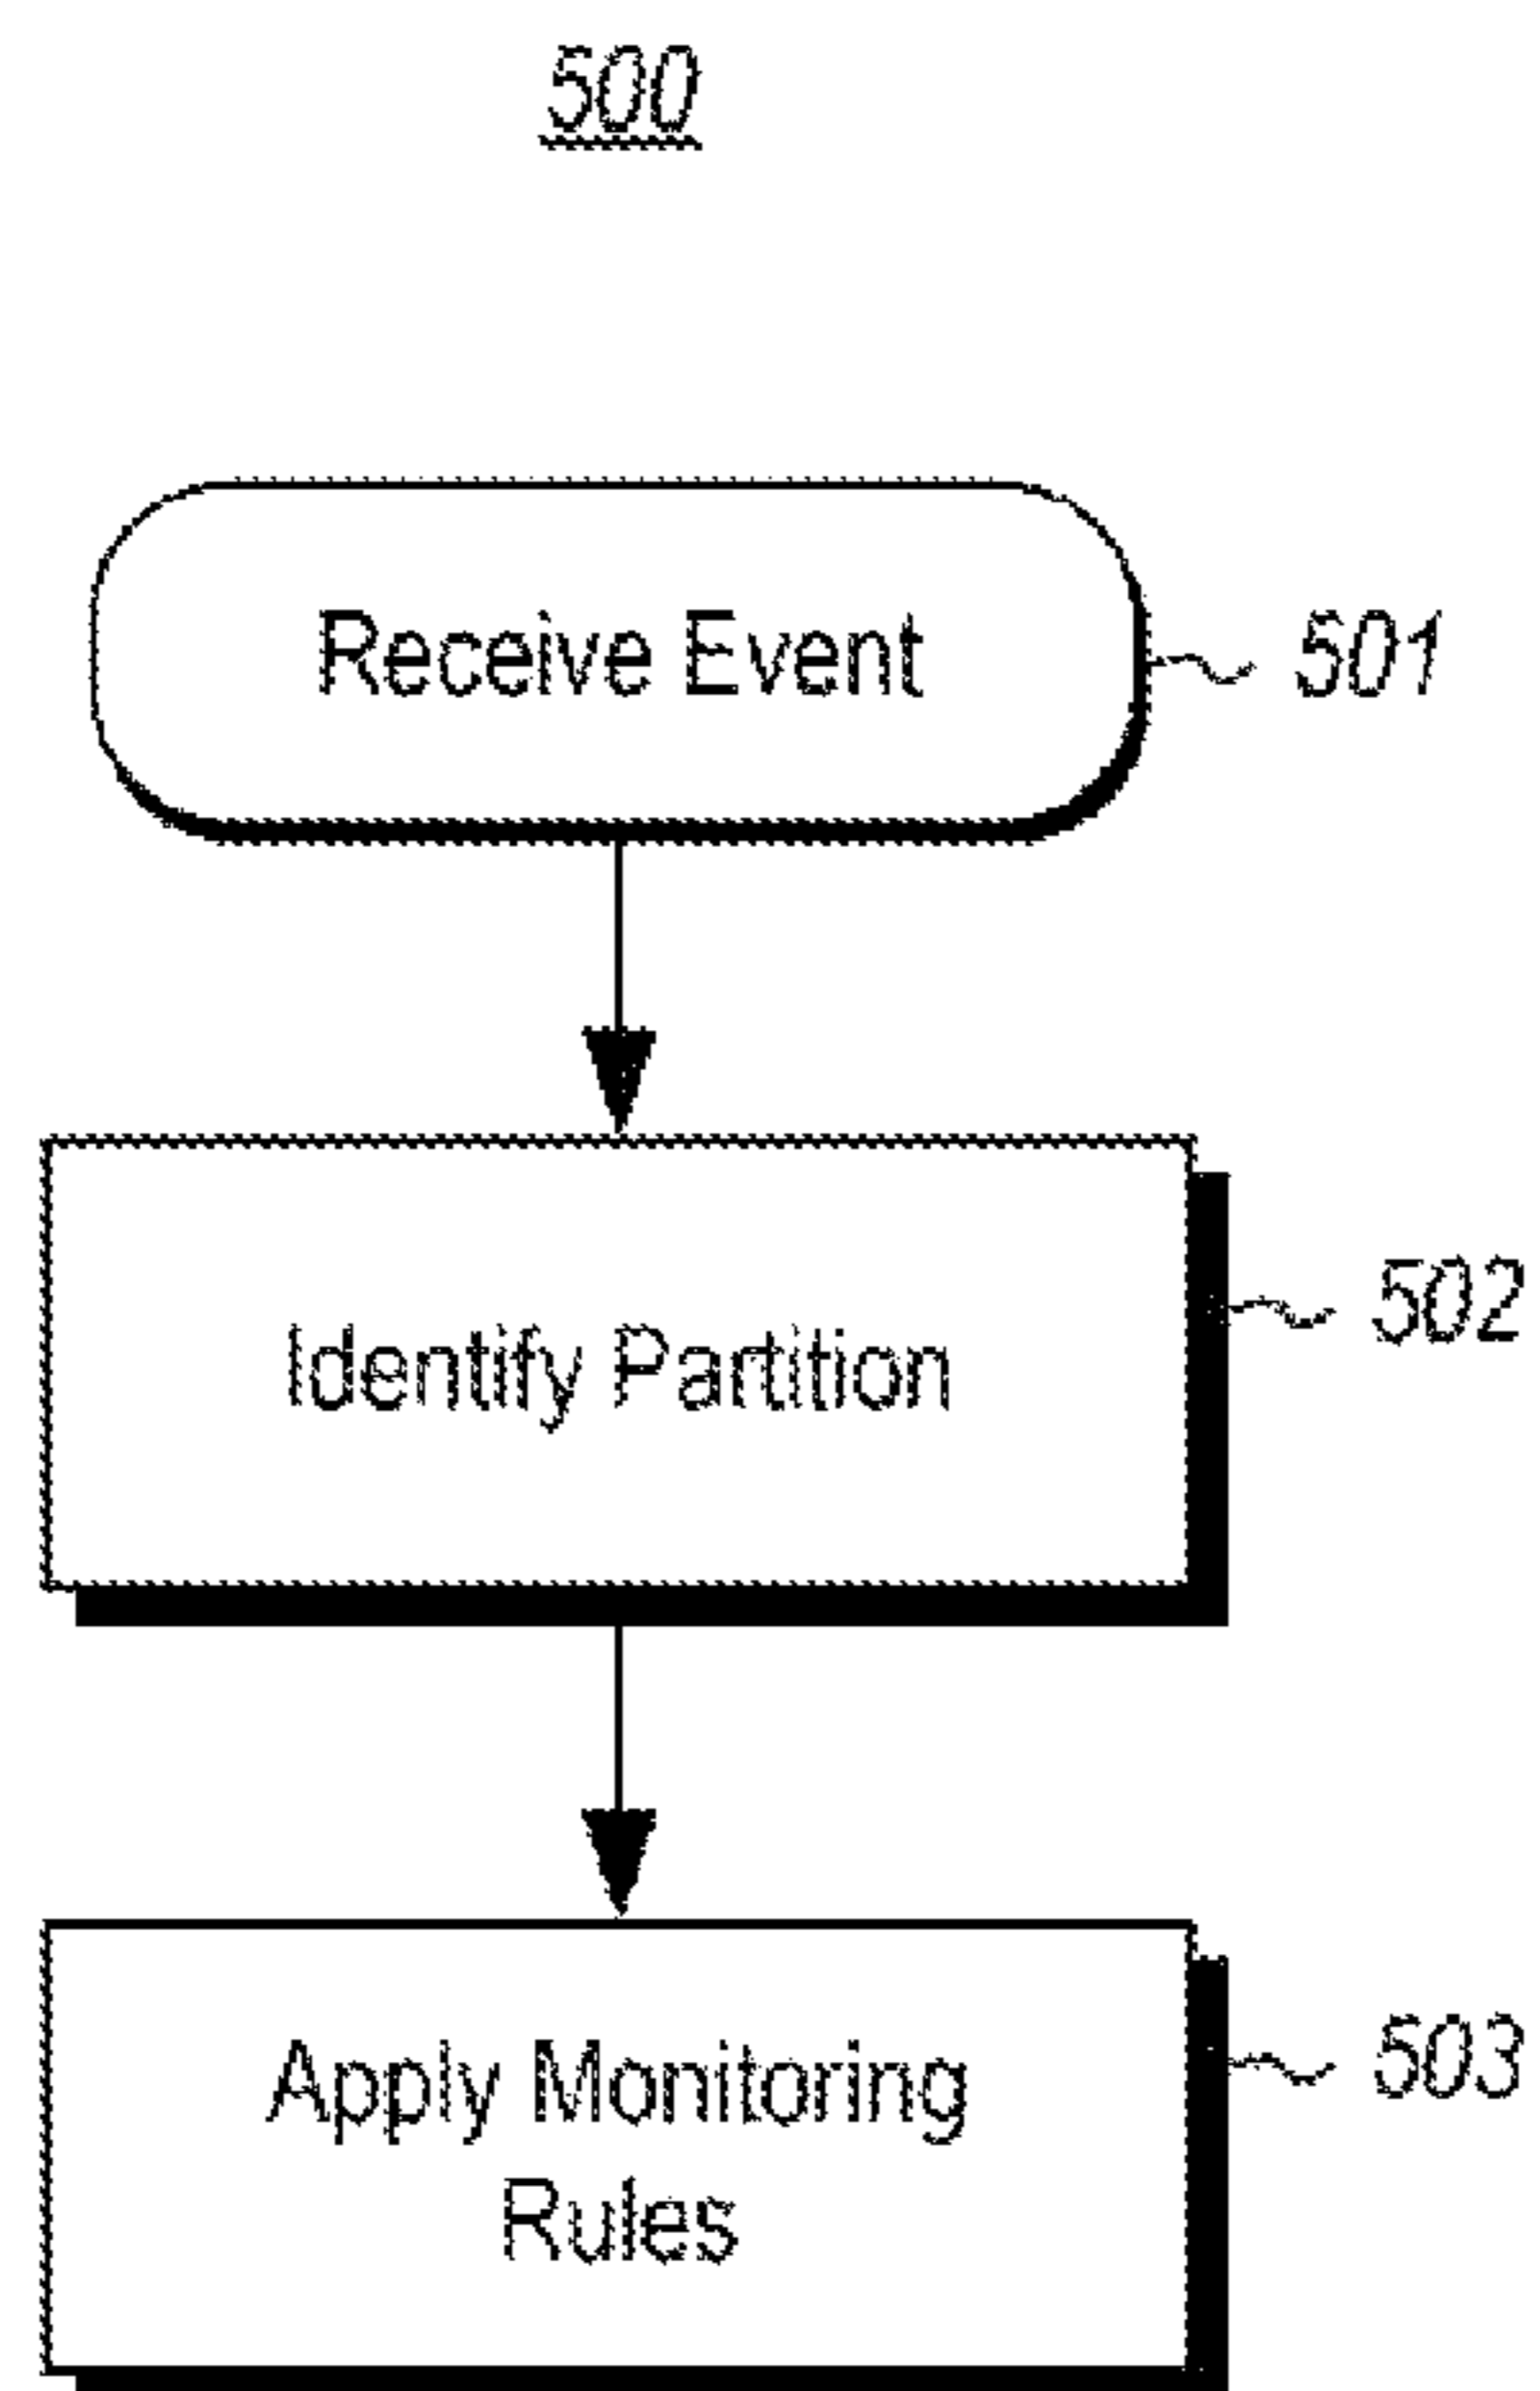 500
Receive Event
501
Identify Partition
502
Apply Monitoring
Rules
503